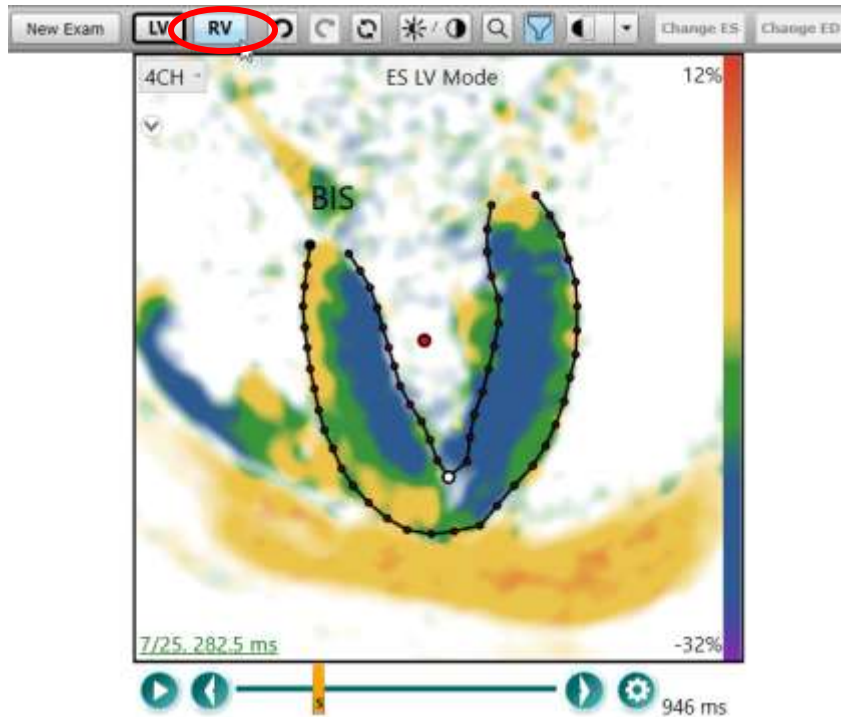 New Exam LV RV Change ES Change ED
4CH ES LV Mode 12%
BIS
7/25, 282.5 ms -32%
S
946 ms